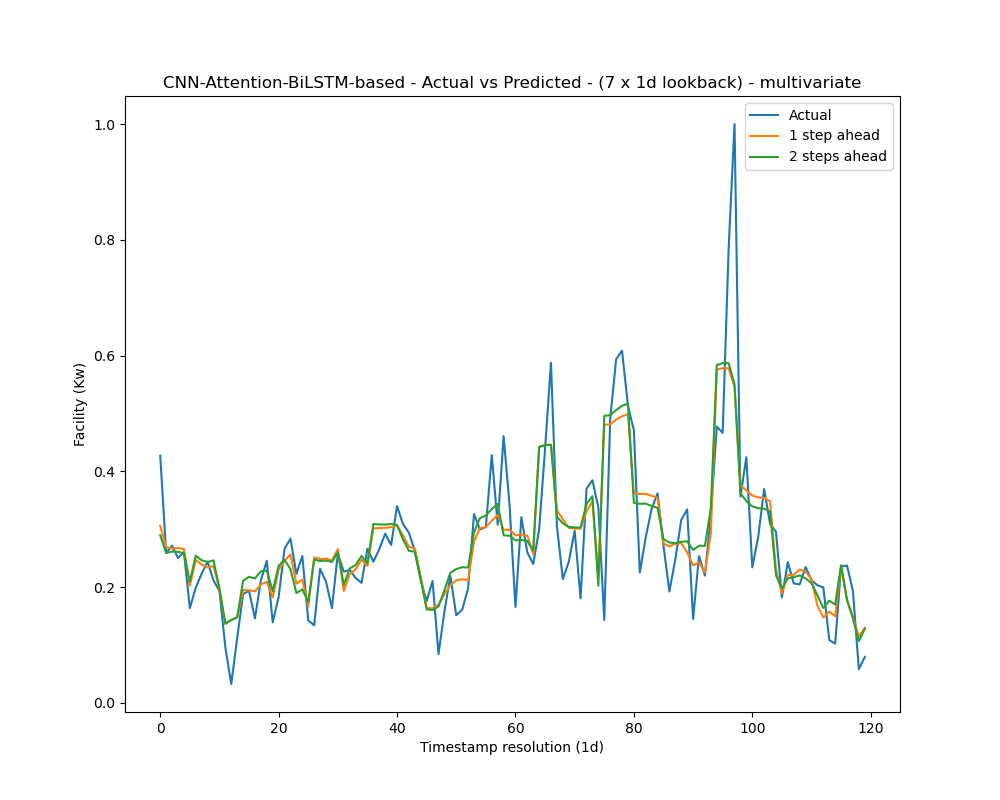 CNN-Attention-BiLSTM-based - Actual vs Predicted - (7 x 1d lookback) - multivariate
Actual
1 step ahead
2 steps ahead
1.0
0.8
0.6
0.4
0.2
0.0
Facility (Kw)
0 20 40 60 80 100 120
Timestamp resolution (1d)